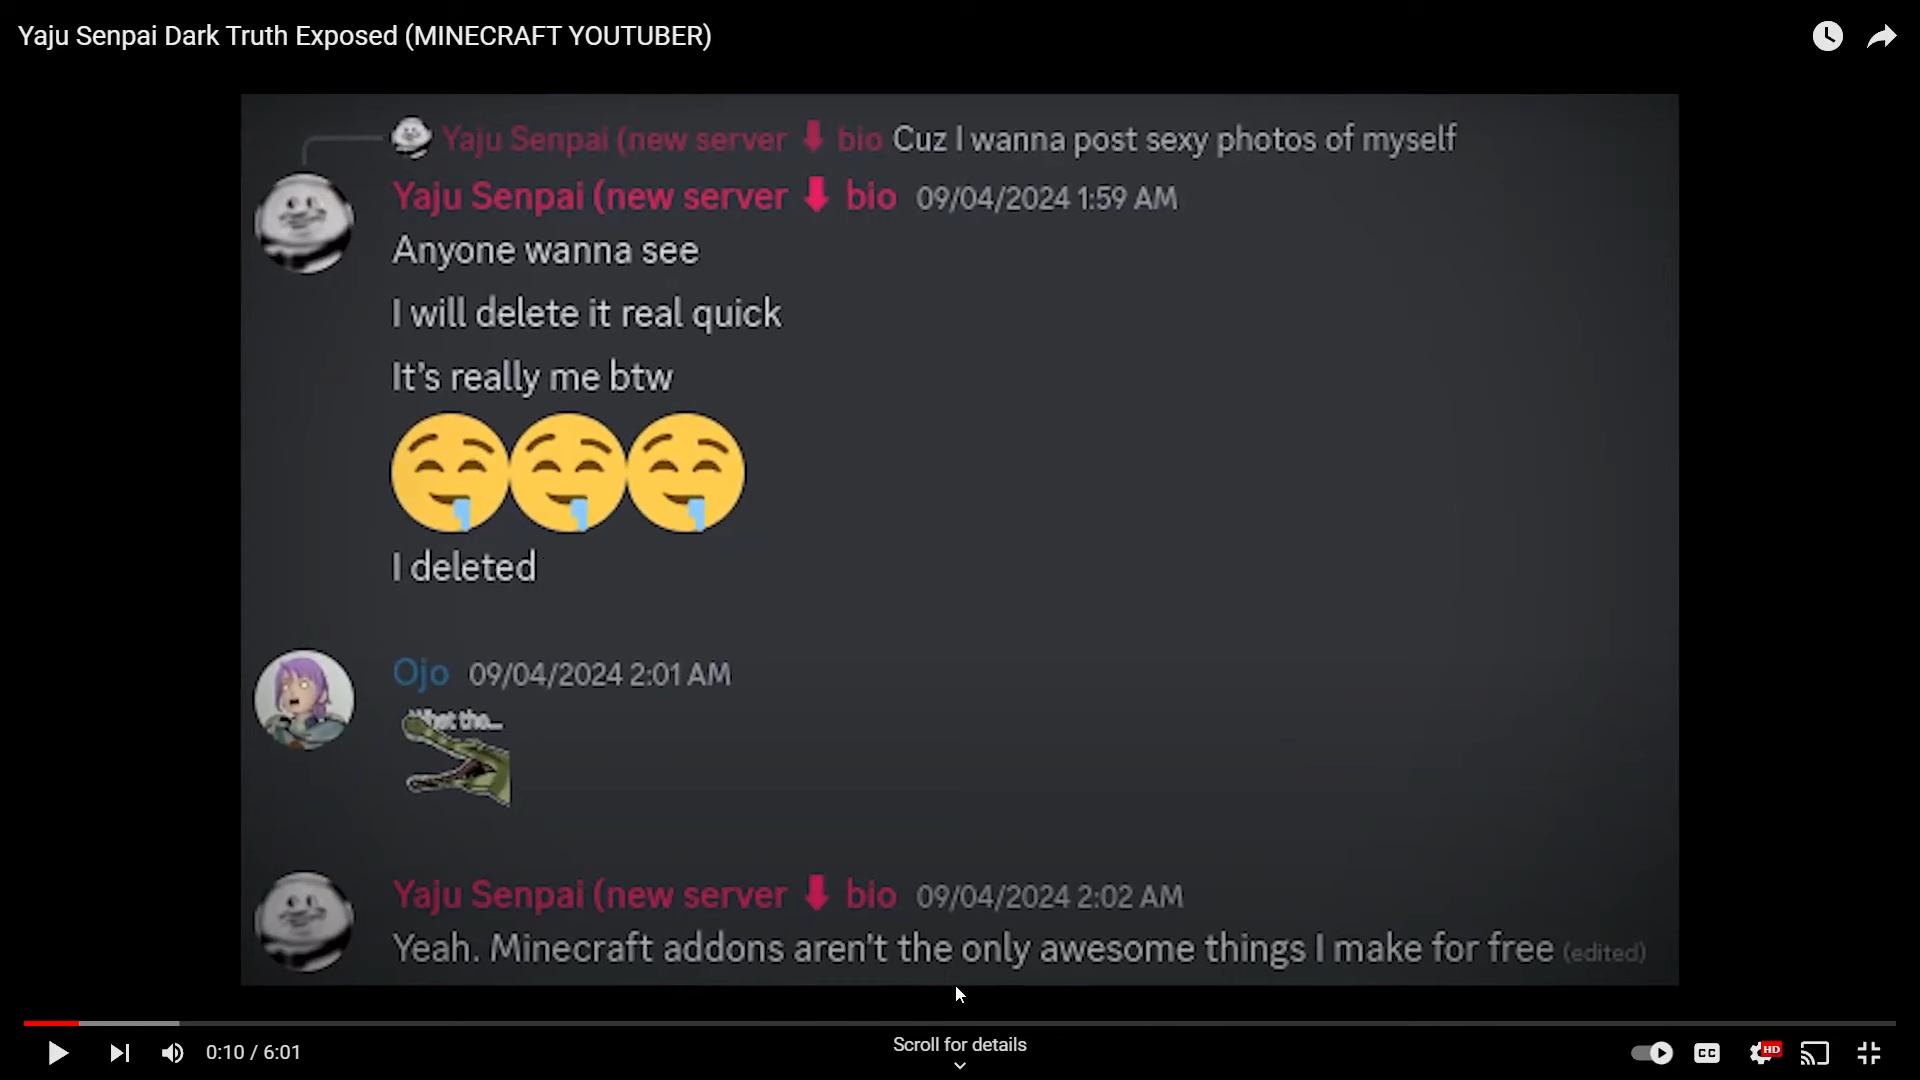 Yaju Senpai Dark Truth Exposed (MINECRAFT YOUTUBER)
Yaju Senpai (new server ⬇ bio Cuz I wanna post sexy photos of myself
Yaju Senpai (new server ⬇ bio 09/04/2024 1:59 AM
Anyone wanna see
I will delete it real quick
It's really me btw
🤤🤤🤤
I deleted
Ojo 09/04/2024 2:01 AM
What tha...
Yaju Senpai (new server ⬇ bio 09/04/2024 2:02 AM
Yeah. Minecraft addons aren't the only awesome things I make for free (edited)
Scroll for details
0:10 / 6:01
CC
HD